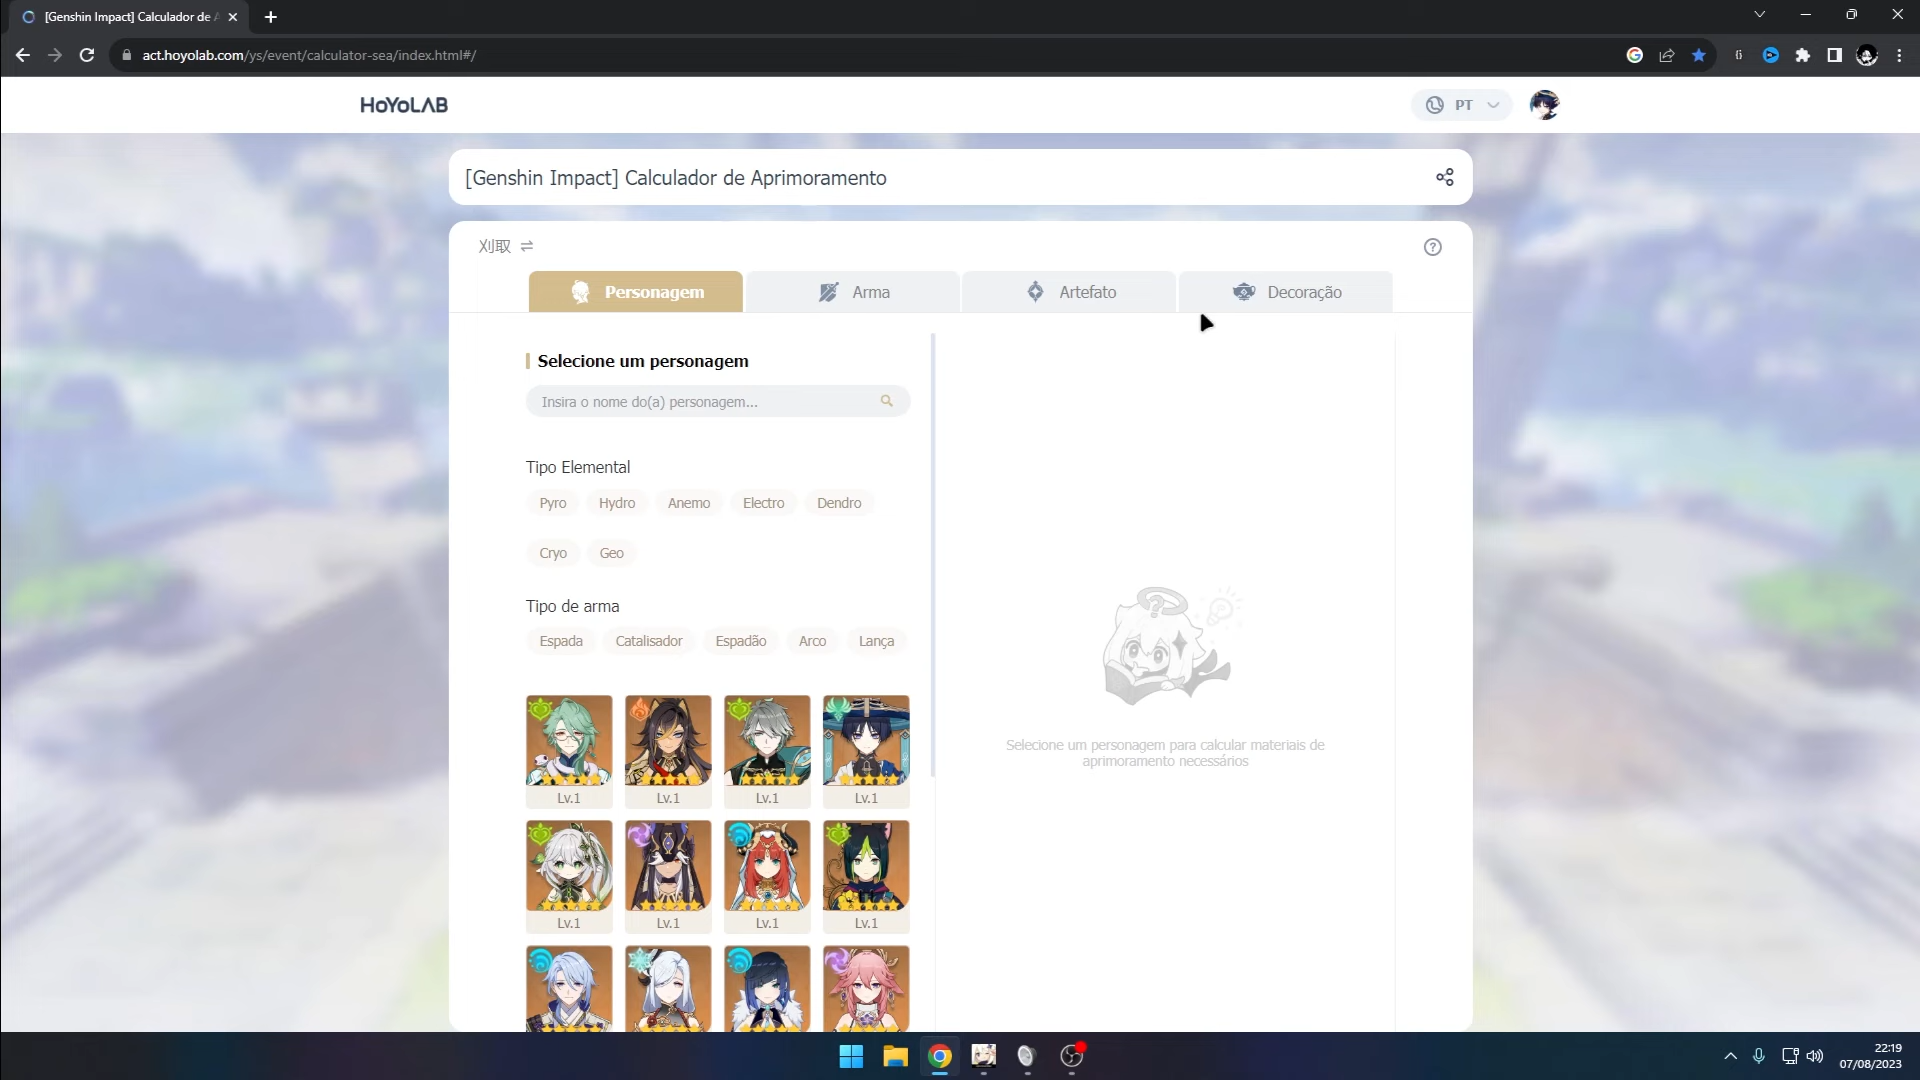 [Genshin Impact] Calculador de A
act.hoyolab.com/ys/event/calculator-sea/index.html#/
HoYoLAB
PT
[Genshin Impact] Calculador de Aprimoramento
刈取
Personagem
Arma
Artefato
Decoração
Selecione um personagem
Insira o nome do(a) personagem...
Tipo Elemental
Pyro
Hydro
Anemo
Electro
Dendro
Cryo
Geo
Tipo de arma
Espada
Catalisador
Espadão
Arco
Lança
Lv.1
Lv.1
Lv.1
Lv.1
Lv.1
Lv.1
Lv.1
Lv.1
Selecione um personagem para calcular materiais de
aprimoramento necessários
22:19
07/08/2023